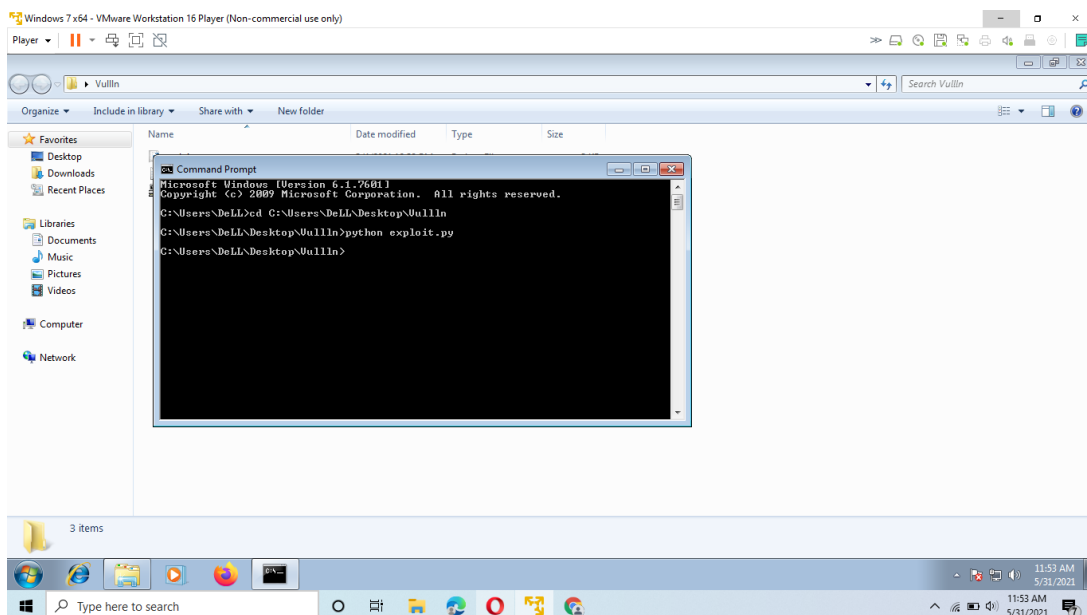 Windows 7 x64 - VMware Workstation 16 Player (Non-commercial use only)
Player
Vullln
Search Vullln
Organize
Include in library
Share with
New folder
Name
Date modified
Type
Size
Favorites
Desktop
Downloads
Recent Places
Libraries
Documents
Music
Pictures
Videos
Computer
Network
Command Prompt
Microsoft Windows [Version 6.1.7601]
Copyright (c) 2009 Microsoft Corporation. All rights reserved.
C:\Users\DeLL>cd C:\Users\DeLL\Desktop\Vullln
C:\Users\DeLL\Desktop\Vullln>python exploit.py
C:\Users\DeLL\Desktop\Vullln>
3 items
11:53 AM
5/31/2021
Type here to search
11:53 AM
5/31/2021